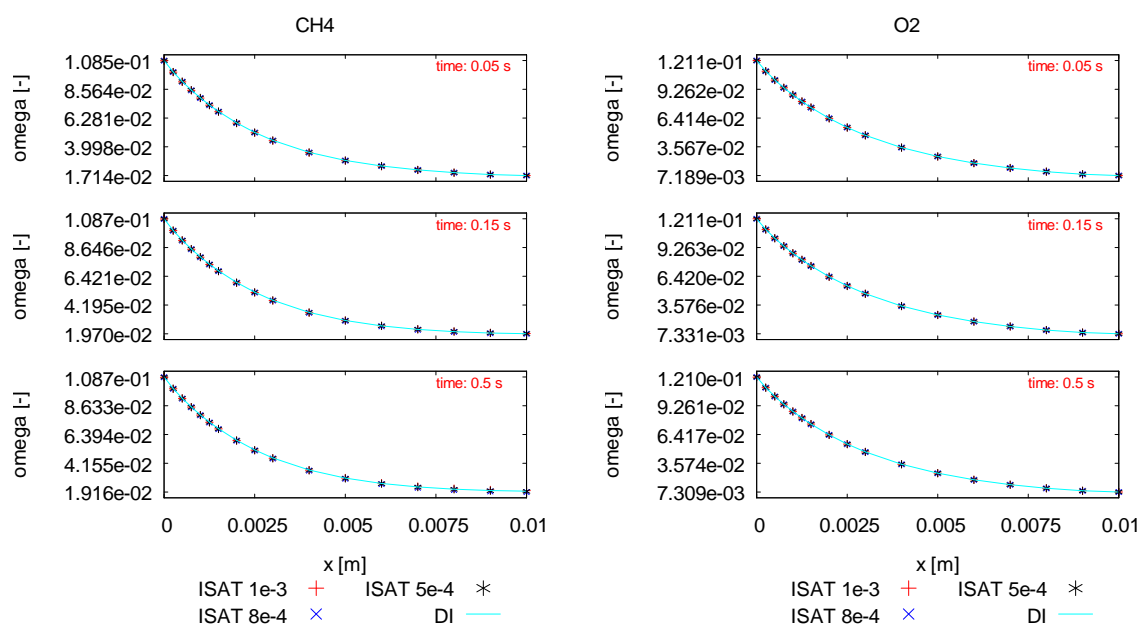 CH4
1.085e-01
8.564e-02
6.281e-02
3.998e-02
1.714e-02
omega [-]
time: 0.05 s
1.087e-01
8.646e-02
6.421e-02
4.195e-02
1.970e-02
omega [-]
time: 0.15 s
1.087e-01
8.633e-02
6.394e-02
4.155e-02
1.916e-02
omega [-]
time: 0.5 s
0 0.0025 0.005 0.0075 0.01
x [m]
ISAT 1e-3 ISAT 5e-4
ISAT 8e-4 DI
O2
1.211e-01
9.262e-02
6.414e-02
3.567e-02
7.189e-03
omega [-]
time: 0.05 s
1.211e-01
9.263e-02
6.420e-02
3.576e-02
7.331e-03
omega [-]
time: 0.15 s
1.210e-01
9.261e-02
6.417e-02
3.574e-02
7.309e-03
omega [-]
time: 0.5 s
0 0.0025 0.005 0.0075 0.01
x [m]
ISAT 1e-3 ISAT 5e-4
ISAT 8e-4 DI